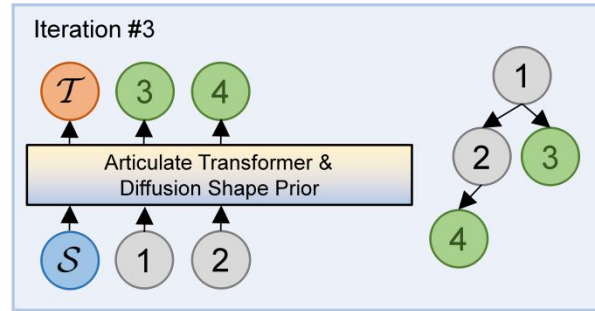 Iteration #3
𝒯 3 4
Articulate Transformer &
Diffusion Shape Prior
𝒮 1 2
1
2 3
4